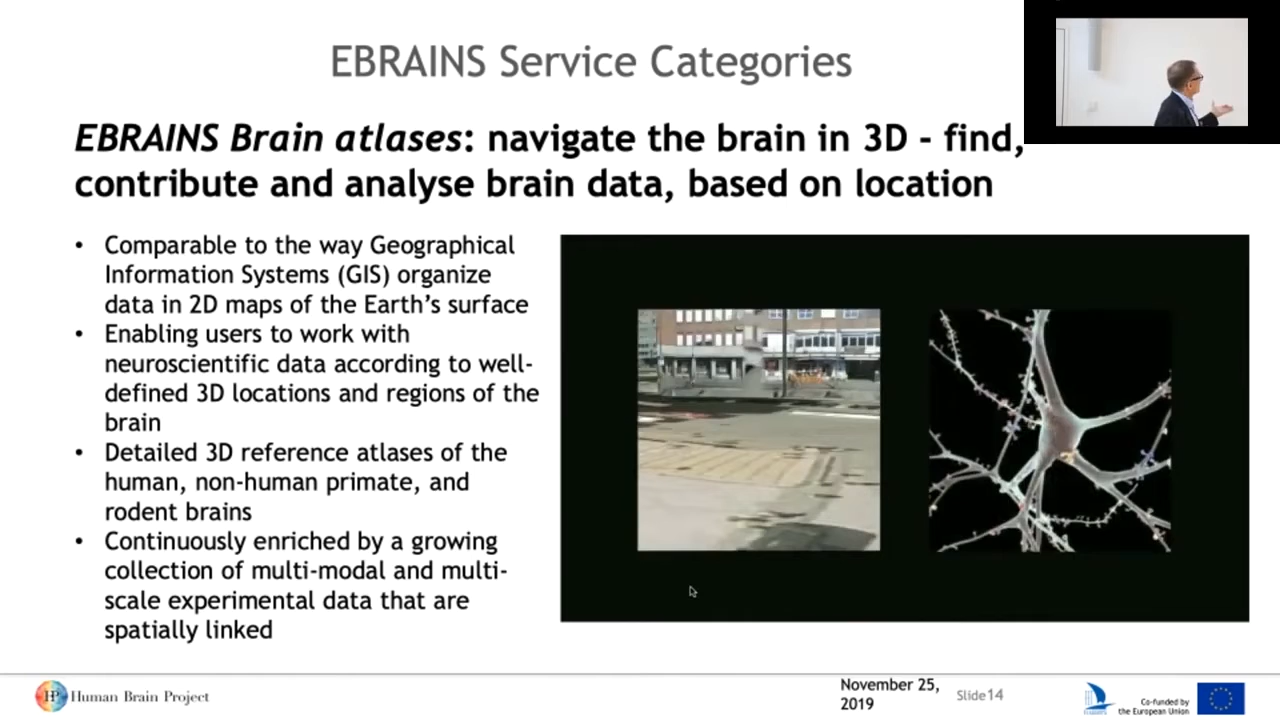 EBRAINS Service Categories
EBRAINS Brain atlases: navigate the brain in 3D - find,
contribute and analyse brain data, based on location
• Comparable to the way Geographical
Information Systems (GIS) organize
data in 2D maps of the Earth’s surface
• Enabling users to work with
neuroscientific data according to well-
defined 3D locations and regions of the
brain
• Detailed 3D reference atlases of the
human, non-human primate, and
rodent brains
• Continuously enriched by a growing
collection of multi-modal and multi-
scale experimental data that are
spatially linked
HP Human Brain Project
November 25,
2019
Slide 14
Co-funded by
the European Union